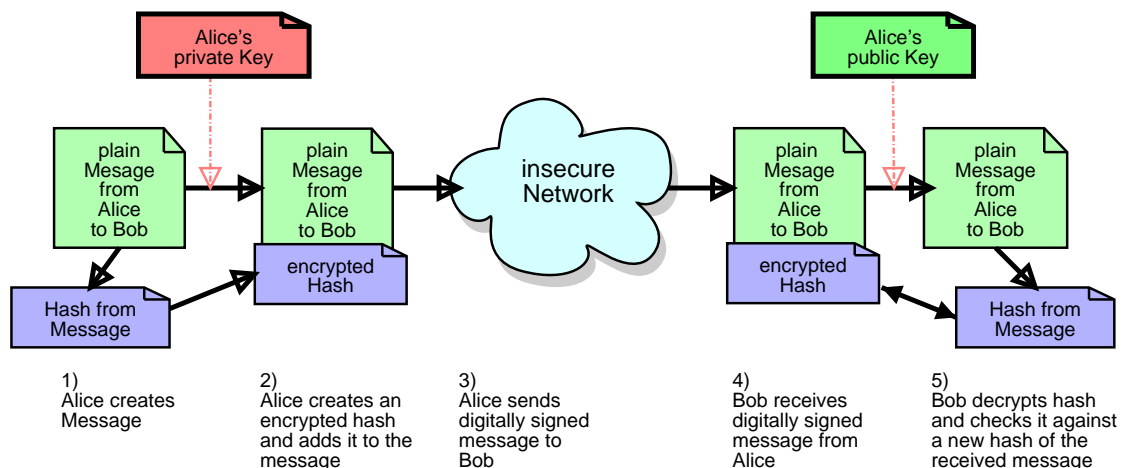 Alice's
private Key
Alice's
public Key
plain
Mesage
from
Alice
to Bob
plain
Mesage
from
Alice
to Bob
insecure
Network
plain
Mesage
from
Alice
to Bob
plain
Message
from
Alice
to Bob
Hash from
Message
encrypted
Hash
encrypted
Hash
Hash from
Message
1)
Alice creates
Message
2)
Alice creates an
encrypted hash
and adds it to the
message
3)
Alice sends
digitally signed
message to
Bob
4)
Bob receives
digitally signed
message from
Alice
5)
Bob decrypts hash
and checks it against
a new hash of the
received message